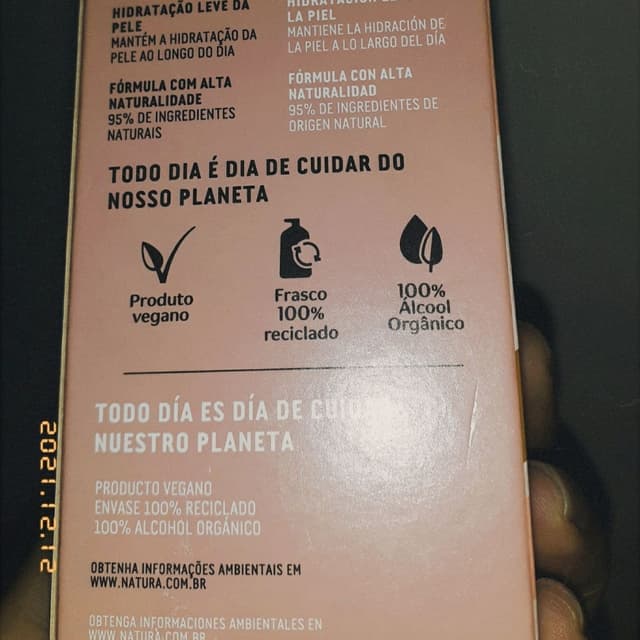 HIDRATAÇÃO LEVE DA
PELE
MANTÉM A HIDRATAÇÃO DA
PELE AO LONGO DO DIA
LA PIEL
MANTIENE LA HIDRACIÓN DE
LA PIEL A LO LARGO DEL DÍA
FÓRMULA COM ALTA
NATURALIDADE
95% DE INGREDIENTES
NATURAIS
FÓRMULA CON ALTA
NATURALIDAD
95% DE INGREDIENTES DE
ORIGEN NATURAL
TODO DIA É DIA DE CUIDAR DO
NOSSO PLANETA
Produto
vegano
Frasco
100%
reciclado
100%
Álcool
Orgânico
TODO DÍA ES DÍA DE
NUESTRO PLANETA
PRODUCTO VEGANO
ENVASE 100% RECICLADO
100% ALCOHOL ORGÁNICO
OBTENHA INFORMAÇÕES AMBIENTAIS EM
WWW.NATURA.COM.BR
OBTENGA INFORMACIONES AMBIENTALES EN
WWW.NATURA.COM.BR
2021.12.12